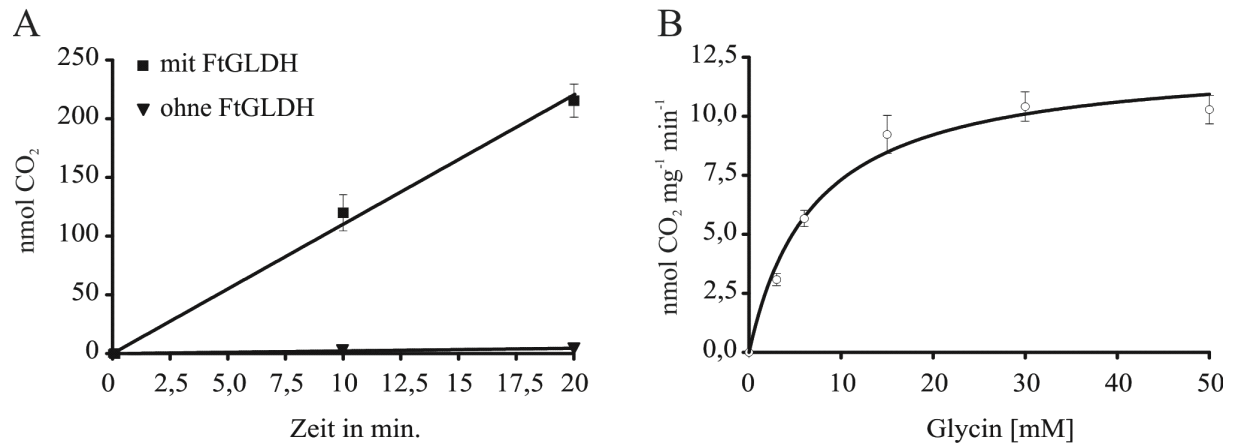 A
250
200
150
100
50
0
nmol CO₂
mit FtGLDH
ohne FtGLDH
0 2,5 5,0 7,5 10 12,5 15 17,5 20
Zeit in min.
B
12,5
10,0
7,5
5,0
2,5
0,0
nmol CO₂ mg⁻¹ min⁻¹
0 10 20 30 40 50
Glycin [mM]